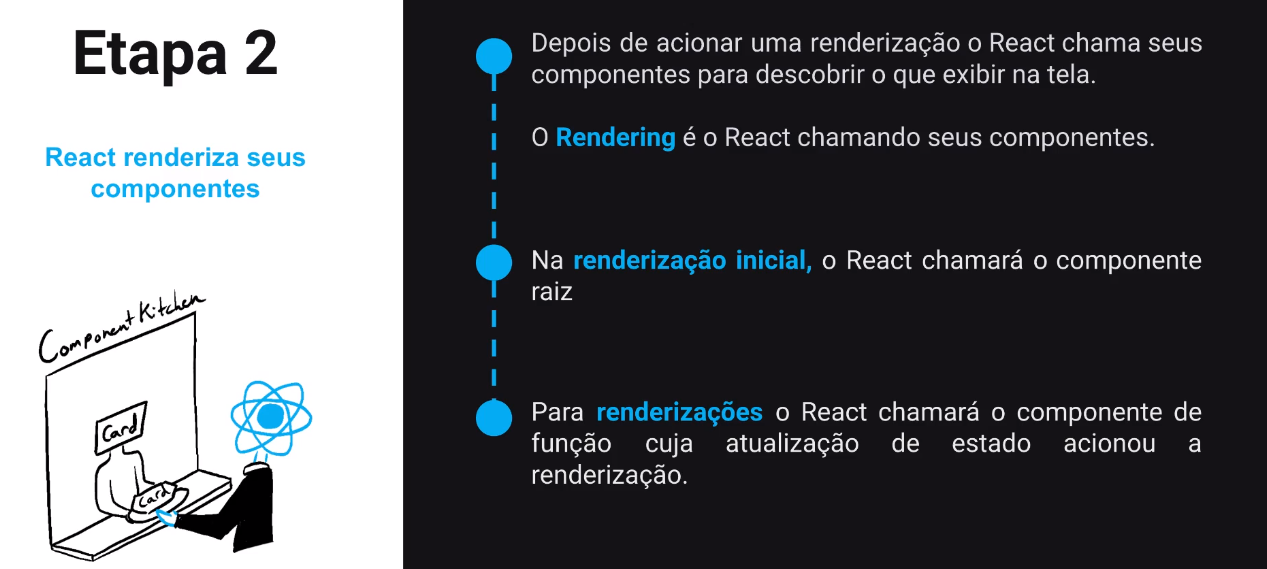 Etapa 2
React renderiza seus
componentes
Component Kitchen
Card
Card
Depois de acionar uma renderização o React chama seus
componentes para descobrir o que exibir na tela.
O Rendering é o React chamando seus componentes.
Na renderização inicial, o React chamará o componente
raiz
Para renderizações o React chamará o componente de
função cuja atualização de estado acionou a
renderização.